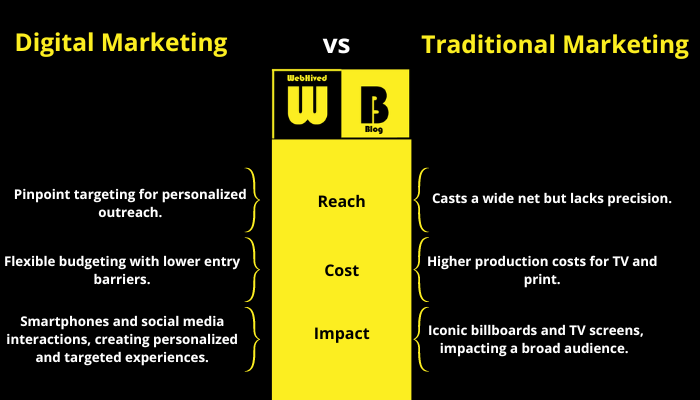 Digital Marketing
vs
Traditional Marketing
WebHived
W
B
Blog
Pinpoint targeting for personalized
outreach.
Reach
Casts a wide net but lacks precision.
Flexible budgeting with lower entry
barriers.
Cost
Higher production costs for TV and
print.
Smartphones and social media
interactions, creating personalized
and targeted experiences.
Impact
Iconic billboards and TV screens,
impacting a broad audience.